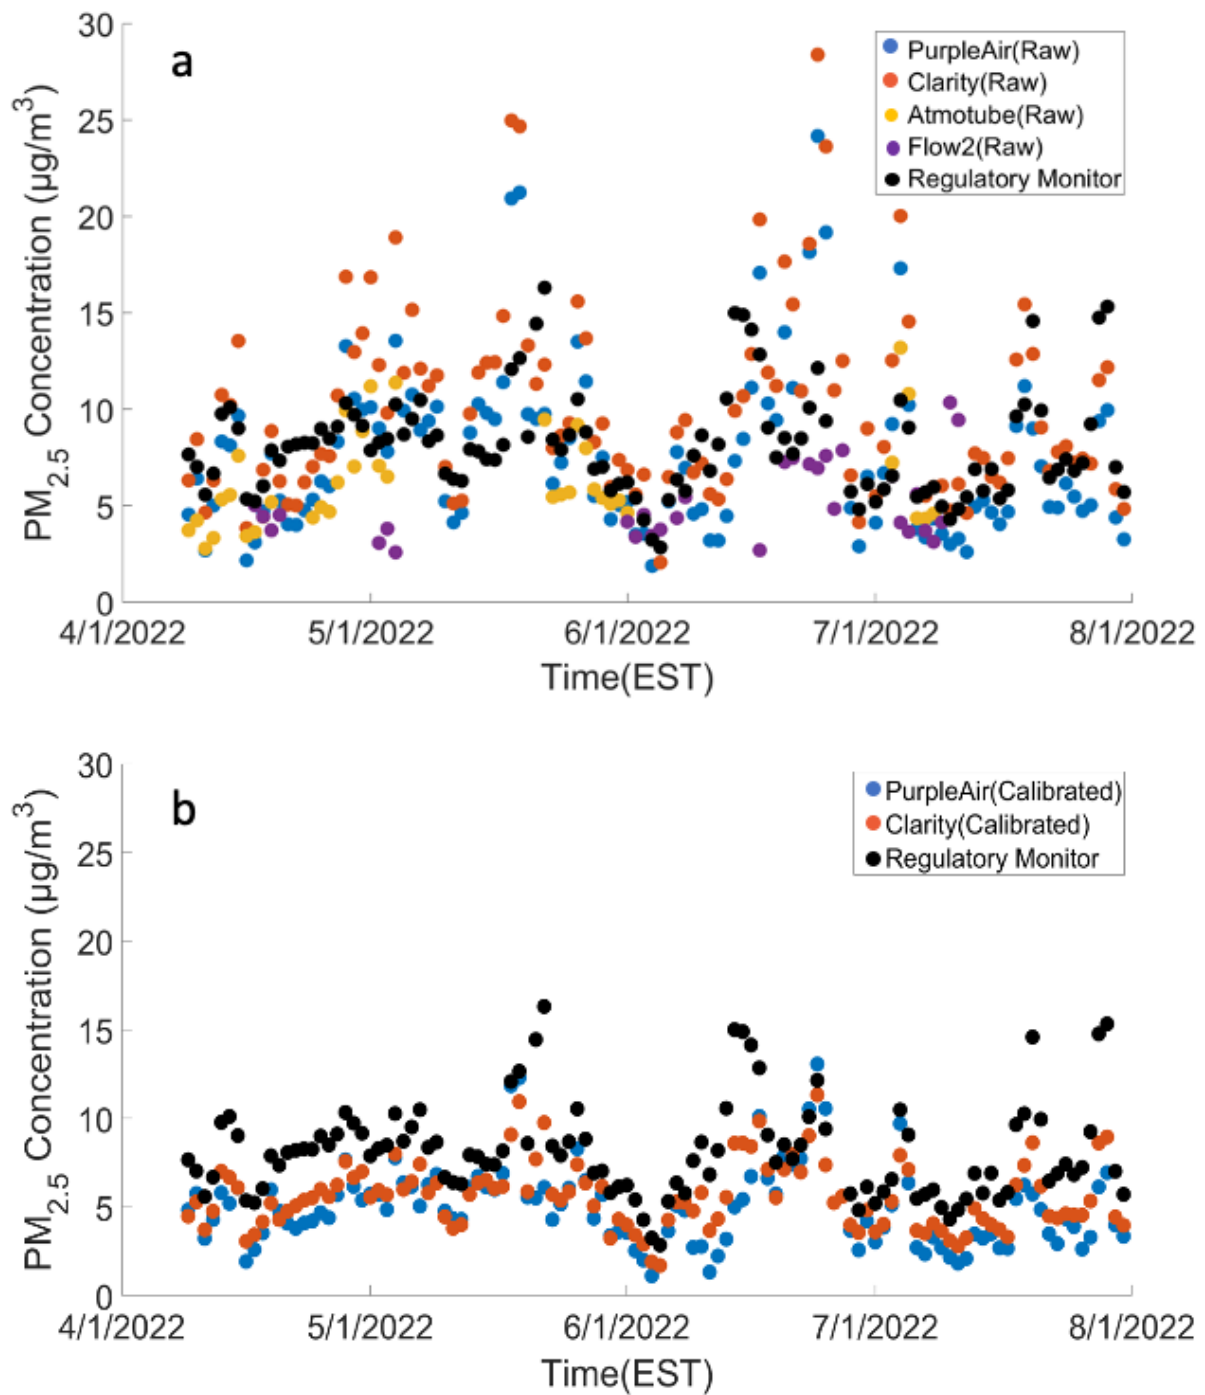 a
30
25
20
15
10
5
0
PM2.5 Concentration (µg/m3)
PurpleAir(Raw)
Clarity(Raw)
Atmotube(Raw)
Flow2(Raw)
Regulatory Monitor
4/1/2022 5/1/2022 6/1/2022 7/1/2022 8/1/2022
Time(EST)
b
30
25
20
15
10
5
0
PM2.5 Concentration (µg/m3)
PurpleAir(Calibrated)
Clarity(Calibrated)
Regulatory Monitor
4/1/2022 5/1/2022 6/1/2022 7/1/2022 8/1/2022
Time(EST)